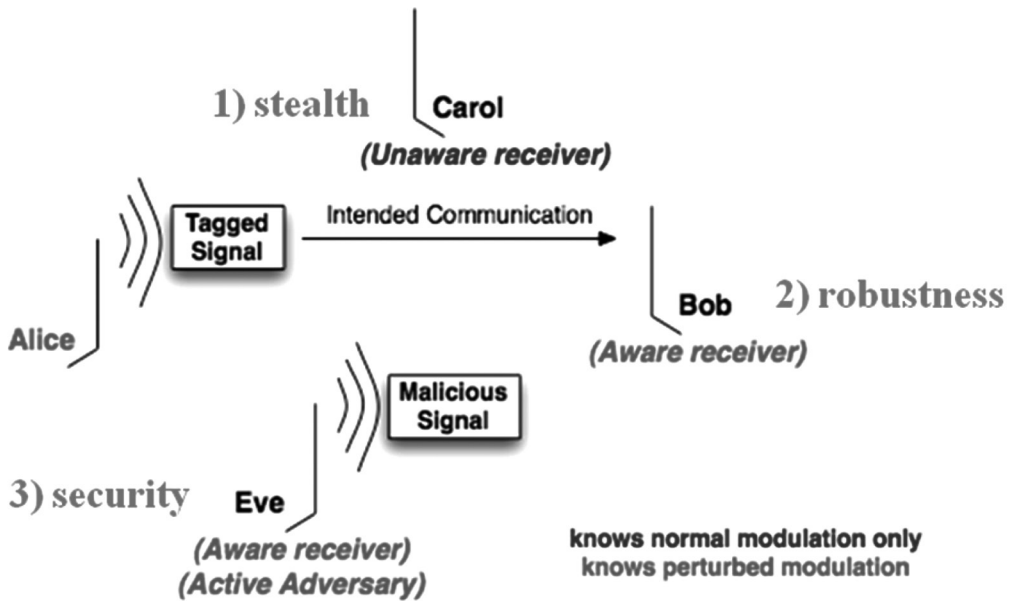 1) stealth
Carol
(Unaware receiver)
Tagged
Signal
Intended Communication
Alice
Bob
2) robustness
(Aware receiver)
Malicious
Signal
3) security
Eve
(Aware receiver)
(Active Adversary)
knows normal modulation only
knows perturbed modulation